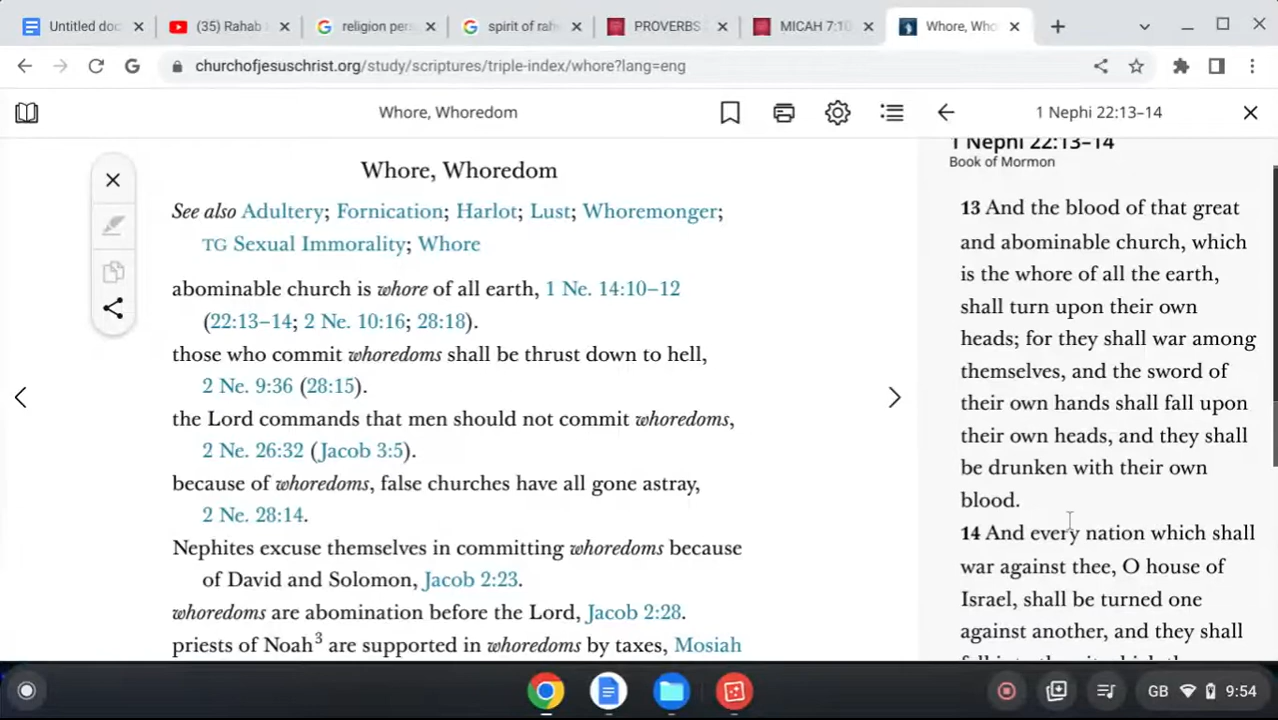 Untitled doc
(35) Rahab
religion pers
spirit of rah
PROVERBS
MICAH 7:10
Whore, Who
churchofjesuschrist.org/study/scriptures/triple-index/whore?lang=eng
Whore, Whoredom
1 Nephi 22:13–14
Whore, Whoredom
See also Adultery; Fornication; Harlot; Lust; Whoremonger;
TG Sexual Immorality; Whore
abominable church is whore of all earth, 1 Ne. 14:10–12
(22:13–14; 2 Ne. 10:16; 28:18).
those who commit whoredoms shall be thrust down to hell,
2 Ne. 9:36 (28:15).
the Lord commands that men should not commit whoredoms,
2 Ne. 26:32 (Jacob 3:5).
because of whoredoms, false churches have all gone astray,
2 Ne. 28:14.
Nephites excuse themselves in committing whoredoms because
of David and Solomon, Jacob 2:23.
whoredoms are abomination before the Lord, Jacob 2:28.
priests of Noah³ are supported in whoredoms by taxes, Mosiah
1 Nephi 22:13–14
Book of Mormon
13 And the blood of that great
and abominable church, which
is the whore of all the earth,
shall turn upon their own
heads; for they shall war among
themselves, and the sword of
their own hands shall fall upon
their own heads, and they shall
be drunken with their own
blood.
14 And every nation which shall
war against thee, O house of
Israel, shall be turned one
against another, and they shall
GB 9:54